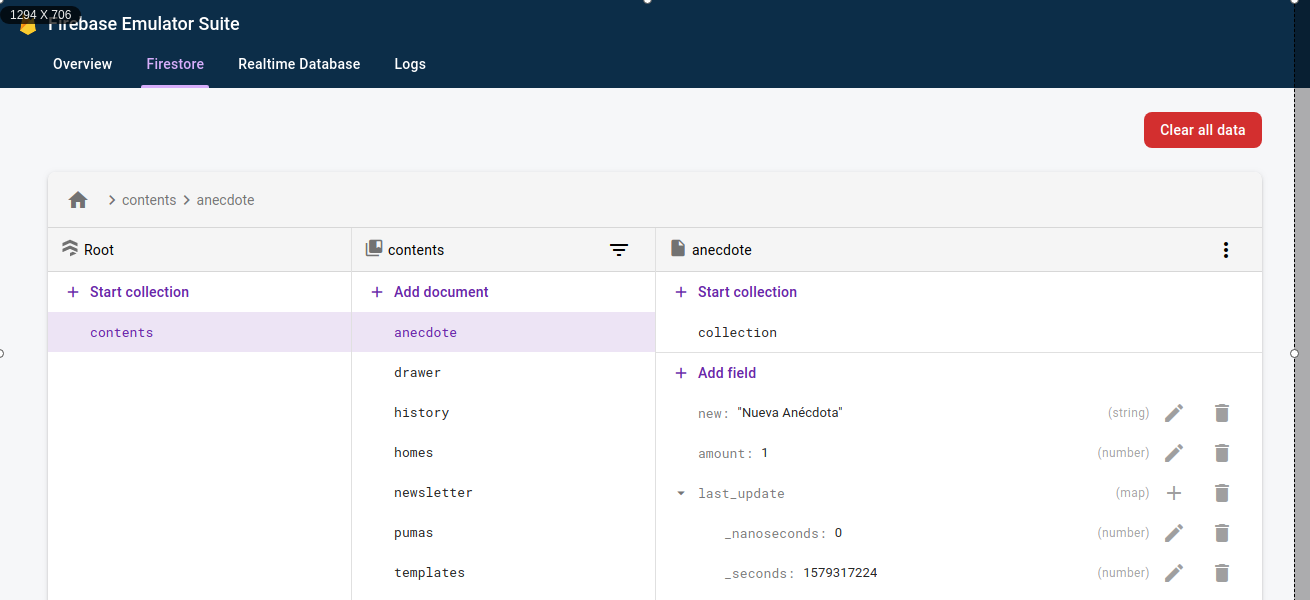 1294 X 706
Firebase Emulator Suite
Overview Firestore Realtime Database Logs
Clear all data
contents anecdote
Root contents anecdote
Start collection Add document Start collection
contents anecdote collection
drawer Add field
history new: "Nueva Anécdota" (string)
homes amount: 1 (number)
newsletter last_update (map)
pumas _nanoseconds: 0 (number)
templates _seconds: 1579317224 (number)